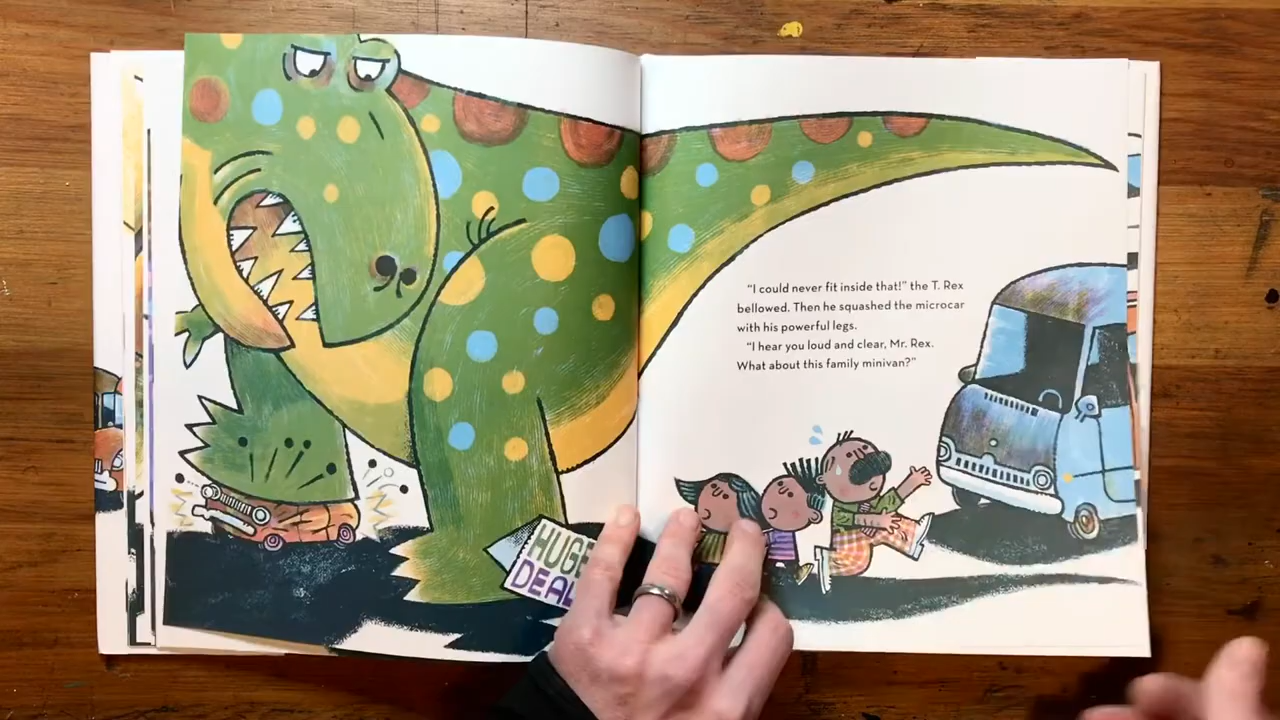 HUGE
DEAL
"I could never fit inside that!" the T. Rex
bellowed. Then he squashed the microcar
with his powerful legs.
"I hear you loud and clear, Mr. Rex.
What about this family minivan?"